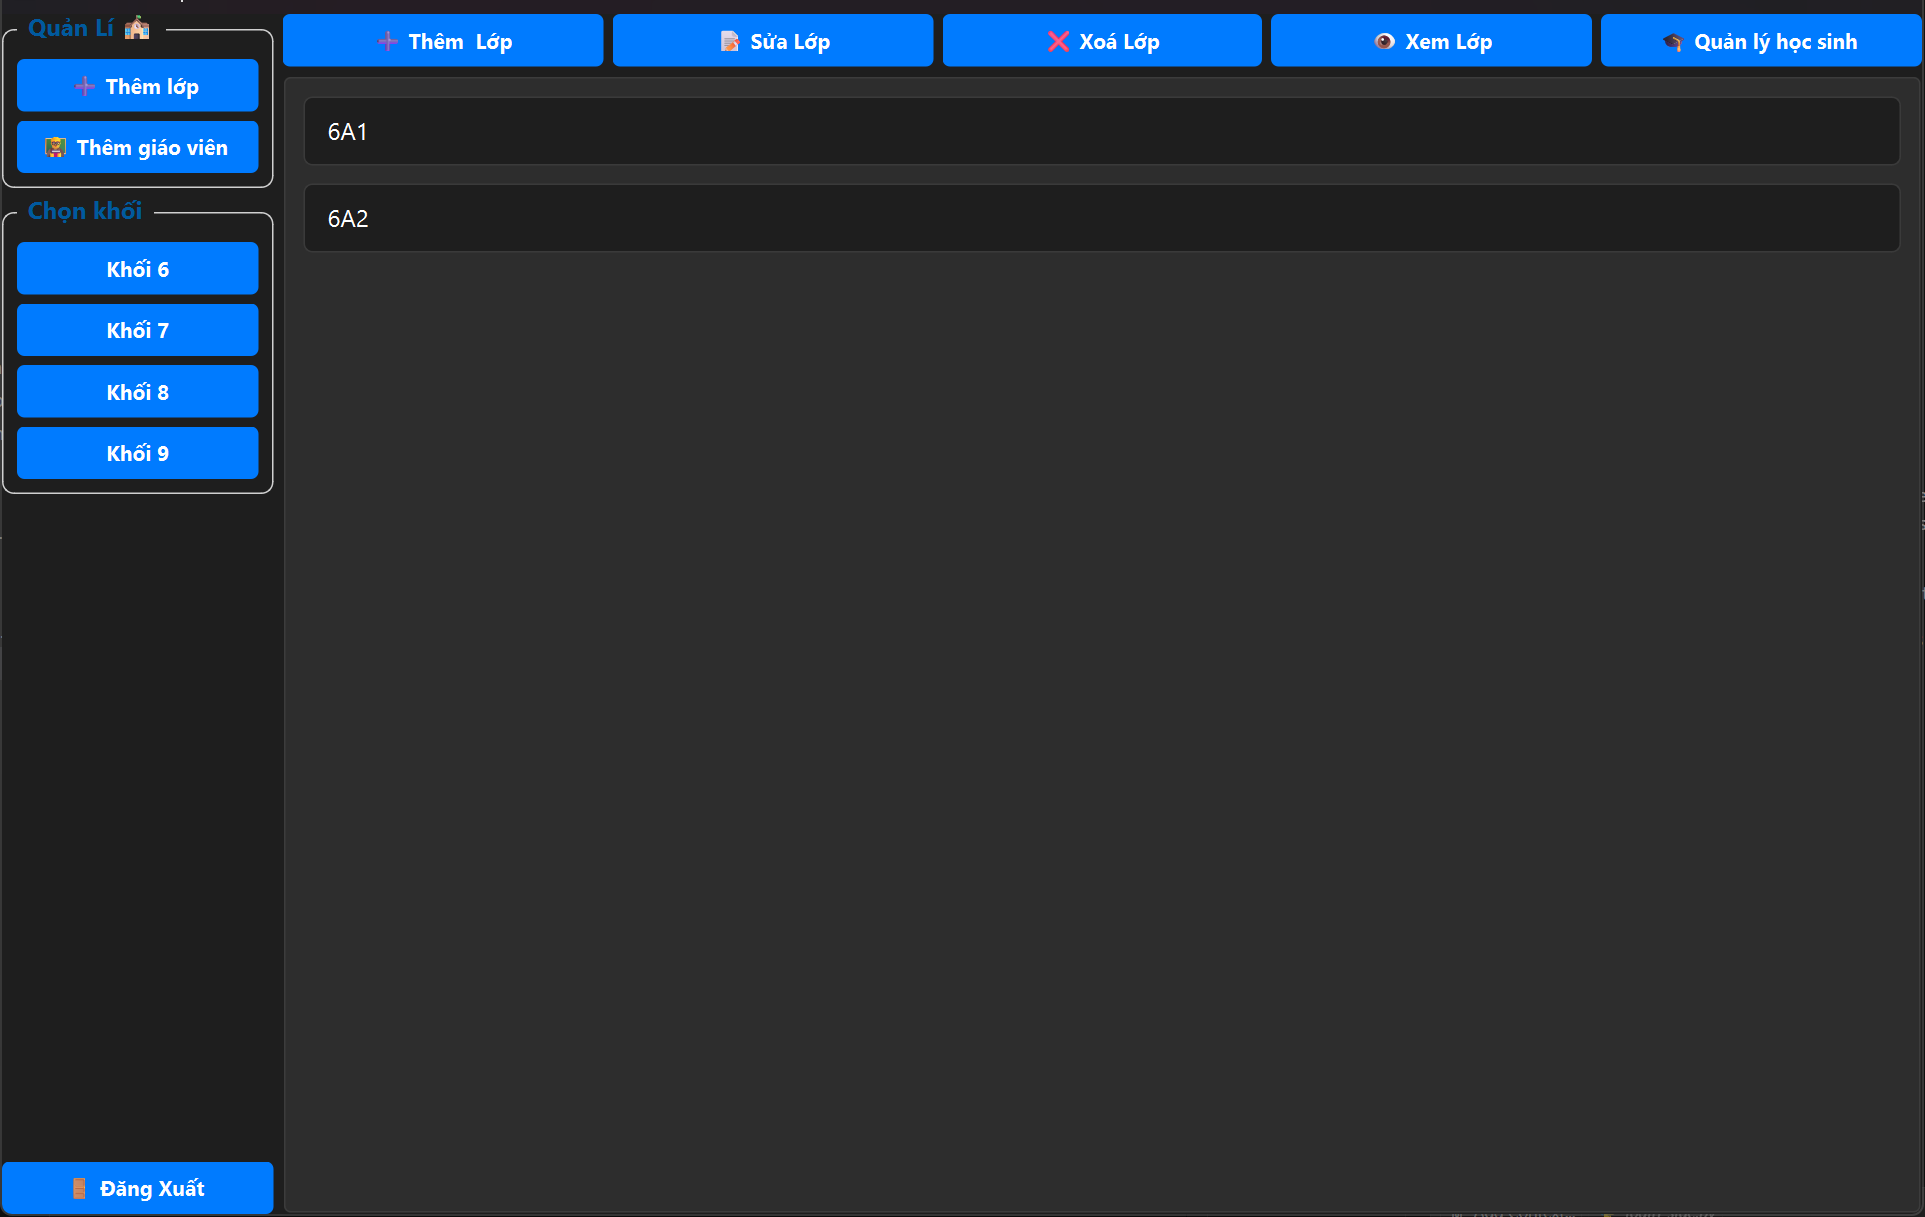 Quản Lí
Thêm lớp
Thêm giáo viên
Chọn khối
Khối 6
Khối 7
Khối 8
Khối 9
Đăng Xuất
Thêm Lớp
Sửa Lớp
Xoá Lớp
Xem Lớp
Quản lý học sinh
6A1
6A2